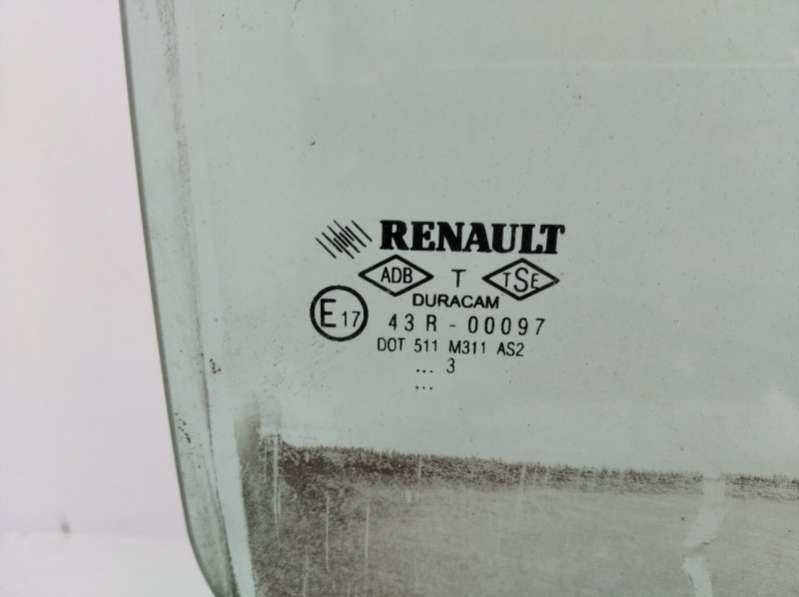 RENAULT
ADB T TSE
DURACAM
E17 43R-00097
DOT 511 M311 AS2
... 3
...